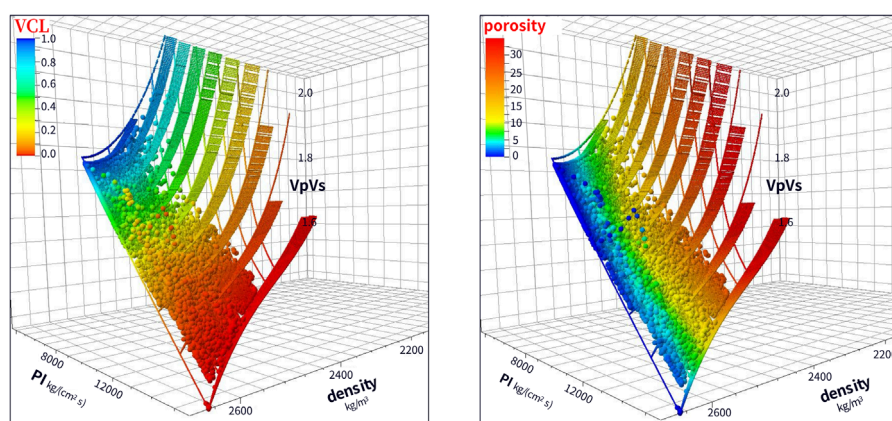 VCL
1.0
0.8
0.6
0.4
0.2
0.0
2.0
1.8
VpVs
1.6
8000
12000
PI kg/(cm² s)
2200
2400
2600
density
kg/m³
porosity
30
25
20
15
10
5
0
2.0
1.8
VpVs
1.6
8000
12000
PI kg/(cm² s)
2200
2400
2600
density
kg/m³